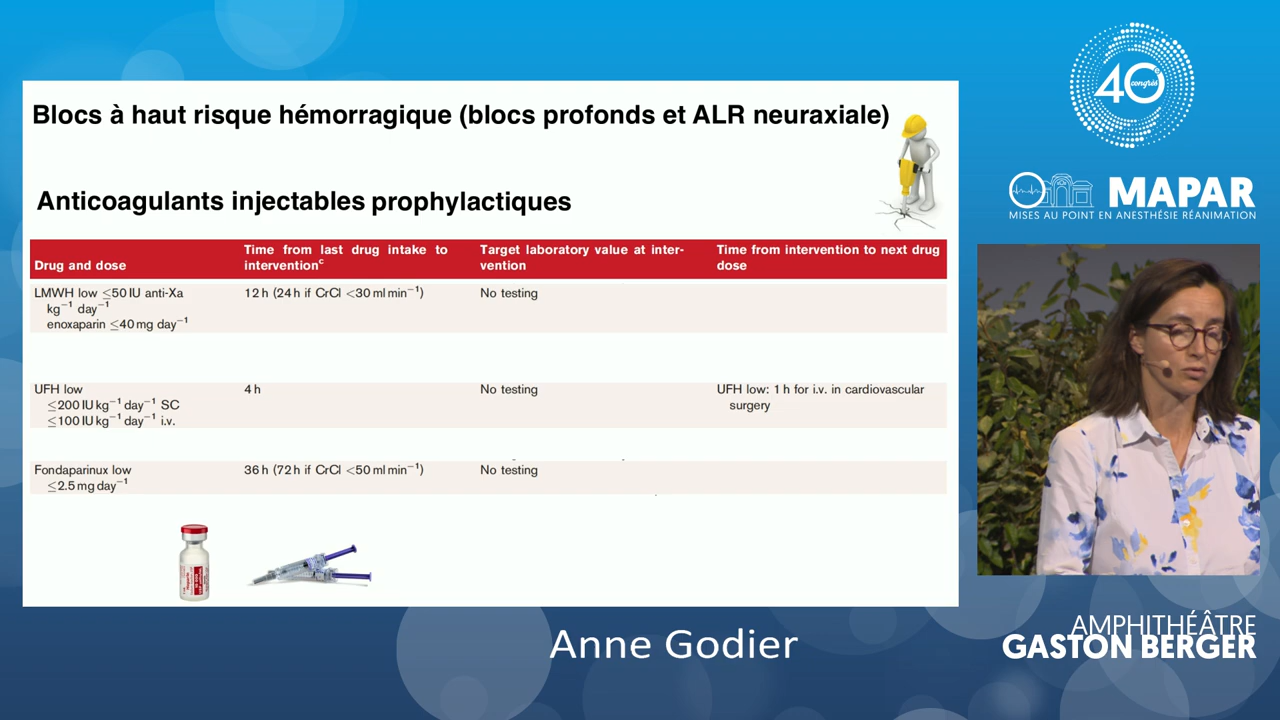 Blocs à haut risque hémorragique (blocs profonds et ALR neuraxiale)
Anticoagulants injectables prophylactiques
Drug and dose
Time from last drug intake to
interventionᶜ
Target laboratory value at inter-
vention
Time from intervention to next drug
dose
LMWH low ≤50 IU anti-Xa
kg⁻¹ day⁻¹
enoxaparin ≤40 mg day⁻¹
12 h (24 h if CrCl <30 ml min⁻¹)
No testing
UFH low
≤200 IU kg⁻¹ day⁻¹ SC
≤100 IU kg⁻¹ day⁻¹ i.v.
4 h
No testing
UFH low: 1 h for i.v. in cardiovascular
surgery
Fondaparinux low
≤2.5 mg day⁻¹
36 h (72 h if CrCl <50 ml min⁻¹)
No testing
40e
congrès
MAPAR
MISES AU POINT EN ANESTHÉSIE RÉANIMATION
Anne Godier
AMPHITHÉÂTRE
GASTON BERGER